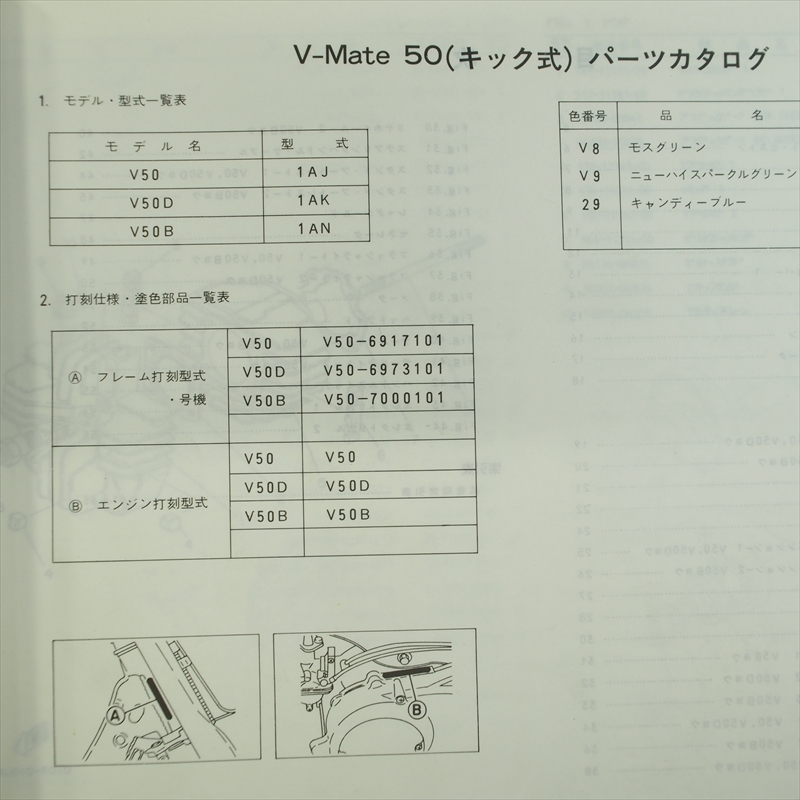 V-Mate 50(キック式) パーツカタログ
1. モデル・型式一覧表
モデル名 型式
V50 1AJ
V50D 1AK
V50B 1AN
色番号 品名
V8 モスグリーン
V9 ニューハイスパークルグリーン
29 キャンディーブルー
2. 打刻仕様・塗色部品一覧表
Ⓐ フレーム打刻型式・号機
V50 V50-6917101
V50D V50-6973101
V50B V50-7000101
Ⓑ エンジン打刻型式
V50 V50
V50D V50D
V50B V50B
A
A
B